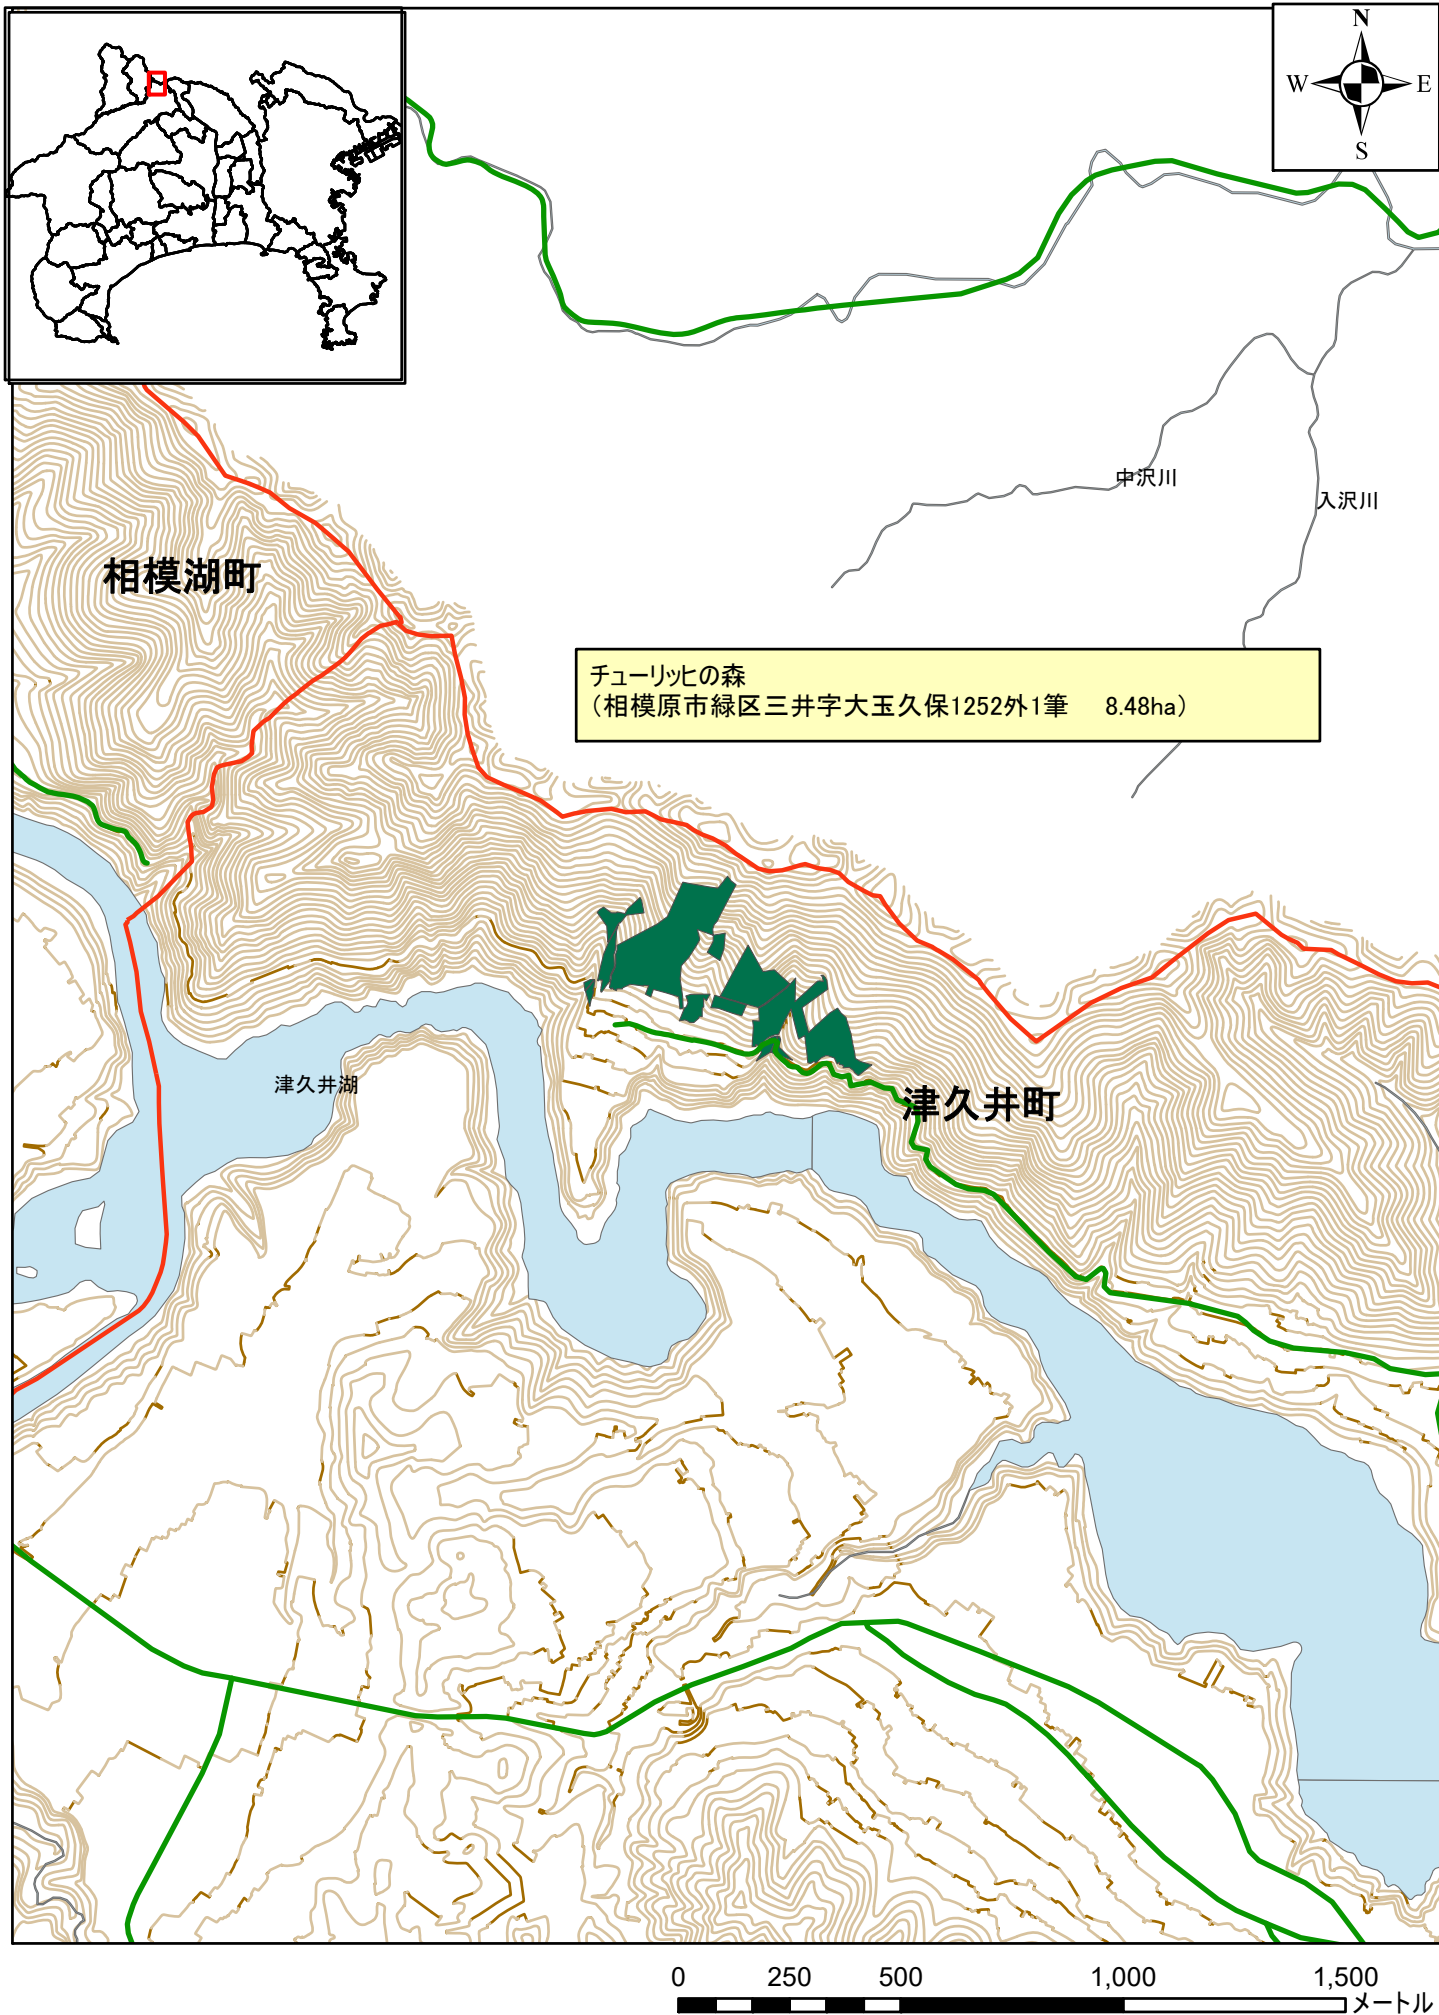 N
W
E
S
中沢川
入沢川
相模湖町
チューリッヒの森
（相模原市緑区三井字大玉久保1252外1筆　8.48ha）
津久井湖
津久井町
0 250 500 1,000 1,500
メートル